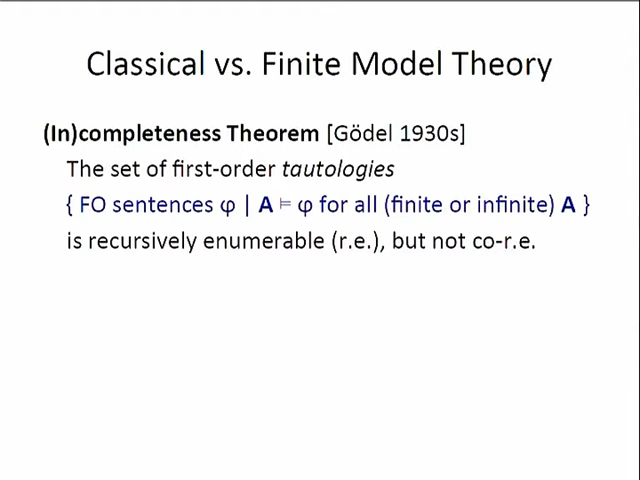 Classical vs. Finite Model Theory
(In)completeness Theorem [Gödel 1930s]
The set of first-order tautologies
{ FO sentences φ | A ⊨ φ for all (finite or infinite) A }
is recursively enumerable (r.e.), but not co-r.e.